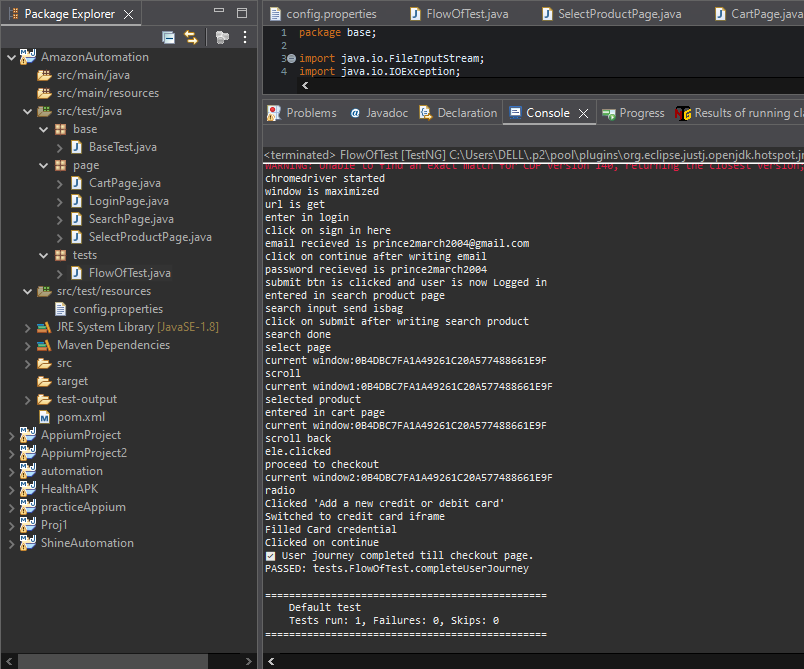 Package Explorer
AmazonAutomation
src/main/java
src/main/resources
src/test/java
base
BaseTest.java
page
CartPage.java
LoginPage.java
SearchPage.java
SelectProductPage.java
tests
FlowOfTest.java
src/test/resources
config.properties
JRE System Library [JavaSE-1.8]
Maven Dependencies
src
target
test-output
pom.xml
AppiumProject
AppiumProject2
automation
HealthAPK
practiceAppium
Proj1
ShineAutomation
config.properties FlowOfTest.java SelectProductPage.java CartPage.java
1 package base;
2
3 import java.io.FileInputStream;
4 import java.io.IOException;
Problems Javadoc Declaration Console Progress Results of running
<terminated> FlowOfTest [TestNG] C:\Users\DELL\.p2\pool\plugins\org.eclipse.justj.openjdk.hotspot.jr
WARNING: Unable to find an exact match for CDP version 140, returning the closest version;
chromedriver started
window is maximized
url is get
enter in login
click on sign in here
email recieved is prince2march2004@gmail.com
click on continue after writing email
password recieved is prince2march2004
submit btn is clicked and user is now Logged in
entered in search product page
search input send isbag
click on submit after writing search product
search done
select page
current window:0B4DBC7FA1A49261C20A577488661E9F
scroll
current window1:0B4DBC7FA1A49261C20A577488661E9F
selected product
entered in cart page
current window:0B4DBC7FA1A49261C20A577488661E9F
scroll back
ele.clicked
proceed to checkout
current window2:0B4DBC7FA1A49261C20A577488661E9F
radio
Clicked 'Add a new credit or debit card'
Switched to credit card iframe
Filled Card credential
Clicked on continue
☑ User journey completed till checkout page.
PASSED: tests.FlowOfTest.completeUserJourney
===============================================
Default test
Tests run: 1, Failures: 0, Skips: 0
===============================================